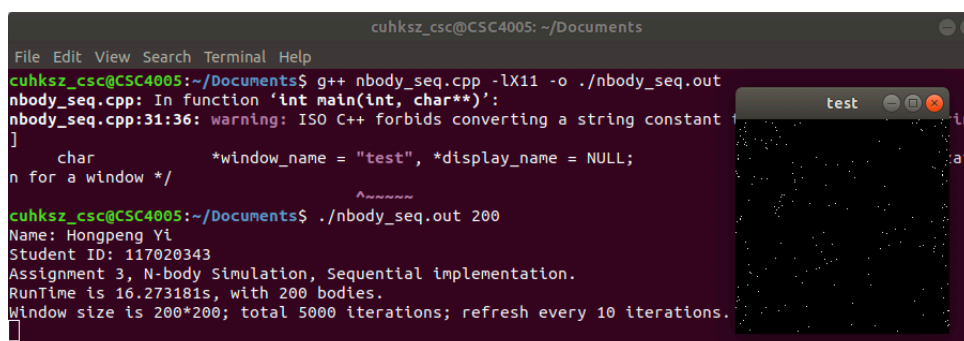 cuhksz_csc@CSC4005: ~/Documents
File Edit View Search Terminal Help
cuhksz_csc@CSC4005:~/Documents$ g++ nbody_seq.cpp -lX11 -o ./nbody_seq.out
nbody_seq.cpp: In function ‘int main(int, char**)’:
nbody_seq.cpp:31:36: warning: ISO C++ forbids converting a string constant
]
char *window_name = "test", *display_name = NULL;
n for a window */
^~~~~~
test
cuhksz_csc@CSC4005:~/Documents$ ./nbody_seq.out 200
Name: Hongpeng Yi
Student ID: 117020343
Assignment 3, N-body Simulation, Sequential implementation.
RunTime is 16.273181s, with 200 bodies.
Window size is 200*200; total 5000 iterations; refresh every 10 iterations.